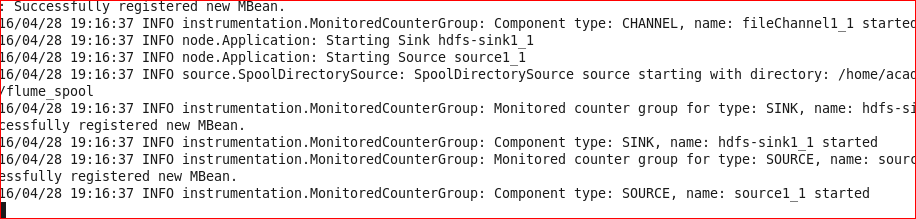 : Successfully registered new MBean.
16/04/28 19:16:37 INFO instrumentation.MonitoredCounterGroup: Component type: CHANNEL, name: fileChannel1_1 started
16/04/28 19:16:37 INFO node.Application: Starting Sink hdfs-sink1_1
16/04/28 19:16:37 INFO node.Application: Starting Source source1_1
16/04/28 19:16:37 INFO source.SpoolDirectorySource: SpoolDirectorySource source starting with directory: /home/acad
/flume_spool
16/04/28 19:16:37 INFO instrumentation.MonitoredCounterGroup: Monitored counter group for type: SINK, name: hdfs-si
cessfully registered new MBean.
16/04/28 19:16:37 INFO instrumentation.MonitoredCounterGroup: Component type: SINK, name: hdfs-sink1_1 started
16/04/28 19:16:37 INFO instrumentation.MonitoredCounterGroup: Monitored counter group for type: SOURCE, name: sourc
essfully registered new MBean.
16/04/28 19:16:37 INFO instrumentation.MonitoredCounterGroup: Component type: SOURCE, name: source1_1 started